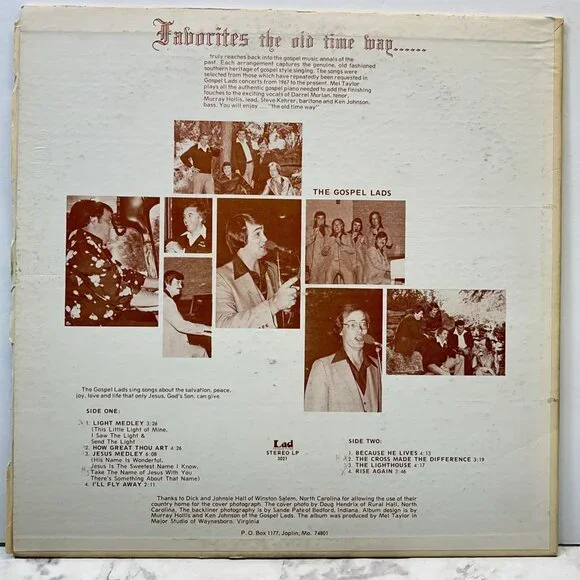 Favorites the old time way......
truly reaches back into the gospel music annals of the
past. Each arrangement captures the genuine, old fashioned
southern heritage of gospel style singing. The songs were
selected from those which have repeatedly been requested in
Gospel Lads concerts from 1967 to the present. Mel Taylor
plays all the authentic gospel piano needed to add the finishing
touches to the exciting vocals of Darrel Morlan, tenor,
Murray Hollis, lead, Steve Kehrer, baritone and Ken Johnson,
bass. You will enjoy .... "the old time way"
THE GOSPEL LADS
The Gospel Lads sing songs about the salvation, peace,
joy, love and life that only Jesus, God's Son, can give.
SIDE ONE:
1. LIGHT MEDLEY 3:26
(This Little Light of Mine,
I Saw The Light &
Send The Light
2. HOW GREAT THOU ART 4:26
3. JESUS MEDLEY 6:08
(His Name Is Wonderful,
Jesus Is The Sweetest Name I Know,
Take The Name of Jesus With You
There's Something About That Name)
4. I'LL FLY AWAY 2:11
Lad
STEREO LP
3021
SIDE TWO:
1. BECAUSE HE LIVES 4:13
2. THE CROSS MADE THE DIFFERENCE 3:19
3. THE LIGHTHOUSE 4:17
4. RISE AGAIN 3:46
Thanks to Dick and Johnsie Hall of Winston Salem, North Carolina for allowing the use of their
country home for the cover photograph. The cover photo by Doug Hendrix of Rural Hall, North
Carolina, The backliner photography is by Sande Pate of Bedford, Indiana. Album design is by
Murray Hollis and Ken Johnson of the Gospel Lads. The album was produced by Mel Taylor in
Major Studio of Waynesboro, Virginia
P. O. Box 1177, Joplin, Mo. 74801